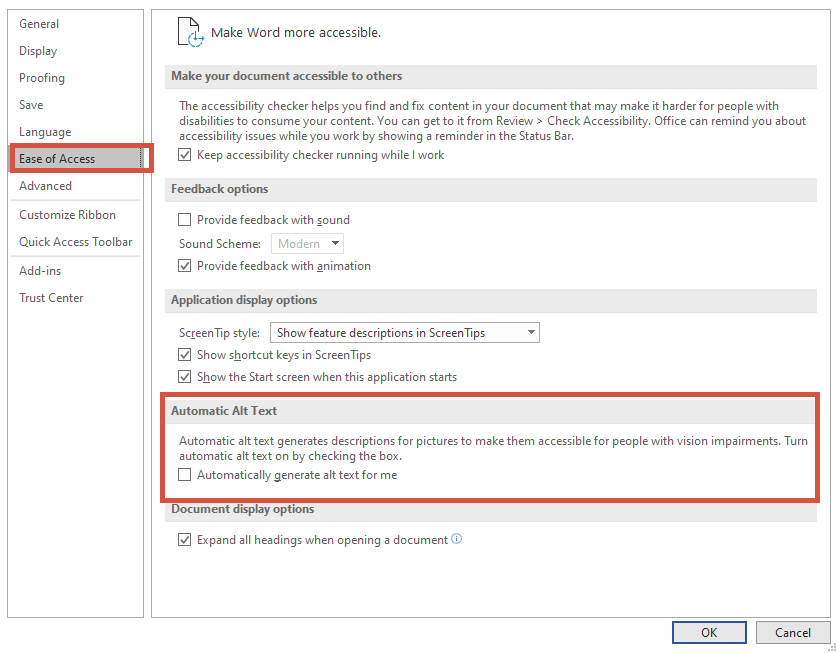 General
Display
Proofing
Save
Language
Ease of Access
Advanced
Customize Ribbon
Quick Access Toolbar
Add-ins
Trust Center
Make Word more accessible.
Make your document accessible to others
The accessibility checker helps you find and fix content in your document that may make it harder for people with
disabilities to consume your content. You can get to it from Review > Check Accessibility. Office can remind you about
accessibility issues while you work by showing a reminder in the Status Bar.
Keep accessibility checker running while I work
Feedback options
Provide feedback with sound
Sound Scheme: Modern
Provide feedback with animation
Application display options
ScreenTip style: Show feature descriptions in ScreenTips
Show shortcut keys in ScreenTips
Show the Start screen when this application starts
Automatic Alt Text
Automatic alt text generates descriptions for pictures to make them accessible for people with vision impairments. Turn
automatic alt text on by checking the box.
Automatically generate alt text for me
Document display options
Expand all headings when opening a document
OK Cancel